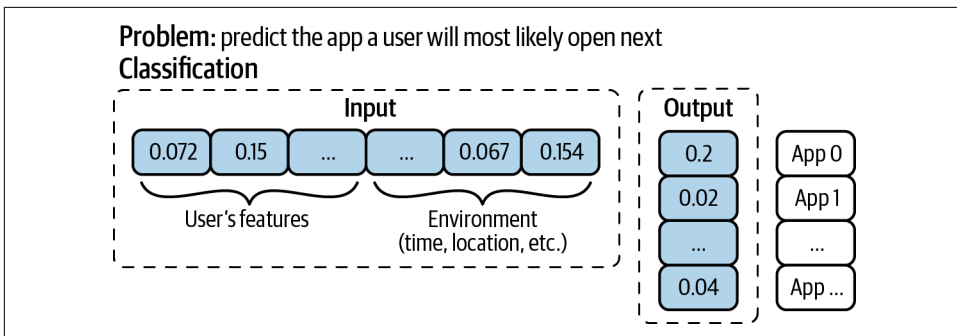 Problem: predict the app a user will most likely open next
Classification
Input
0.072 0.15 ... ... 0.067 0.154
User's features
Environment
(time, location, etc.)
Output
0.2 App 0
0.02 App 1
... ...
0.04 App ...